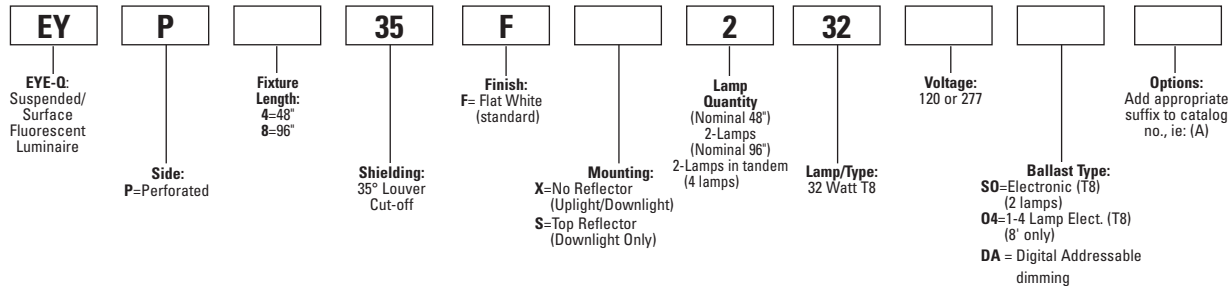 EY P 35 F 2 32
EYE-Q:
Suspended/
Surface
Fluorescent
Luminaire
Side:
P=Perforated
Fixture
Length:
4=48"
8=96"
Shielding:
35° Louver
Cut-off
Finish:
F= Flat White
(standard)
Mounting:
X=No Reflector
(Uplight/Downlight)
S=Top Reflector
(Downlight Only)
Lamp
Quantity
(Nominal 48")
2-Lamps
(Nominal 96")
2-Lamps in tandem
(4 lamps)
Lamp/Type:
32 Watt T8
Voltage:
120 or 277
Ballast Type:
SO=Electronic (T8)
(2 lamps)
O4=1-4 Lamp Elect. (T8)
(8' only)
DA = Digital Addressable
dimming
Options:
Add appropriate
suffix to catalog
no., ie: (A)